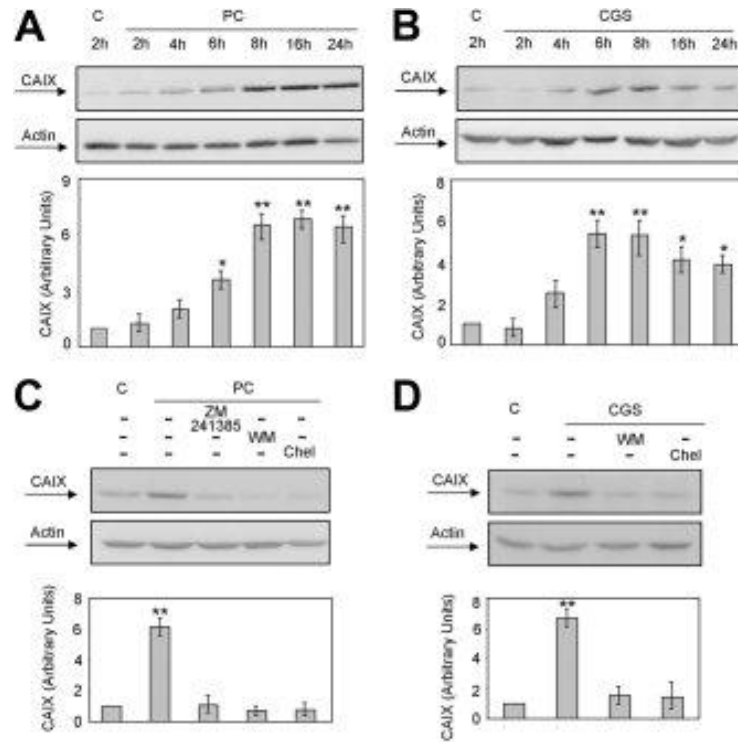 A
C PC
2h 2h 4h 6h 8h 16h 24h
CAIX
Actin
CAIX (Arbitrary Units)
9
6
3
0
* ** ** **
B
C CGS
2h 2h 4h 6h 8h 16h 24h
CAIX
Actin
CAIX (Arbitrary Units)
8
6
4
2
0
** ** * *
C
C PC
– – ZM 241385 – –
– – – WM –
– – – – Chel
CAIX
Actin
CAIX (Arbitrary Units)
8
6
4
2
0
**
D
C CGS
– – WM –
– – – Chel
CAIX
Actin
CAIX (Arbitrary Units)
8
6
4
2
0
**